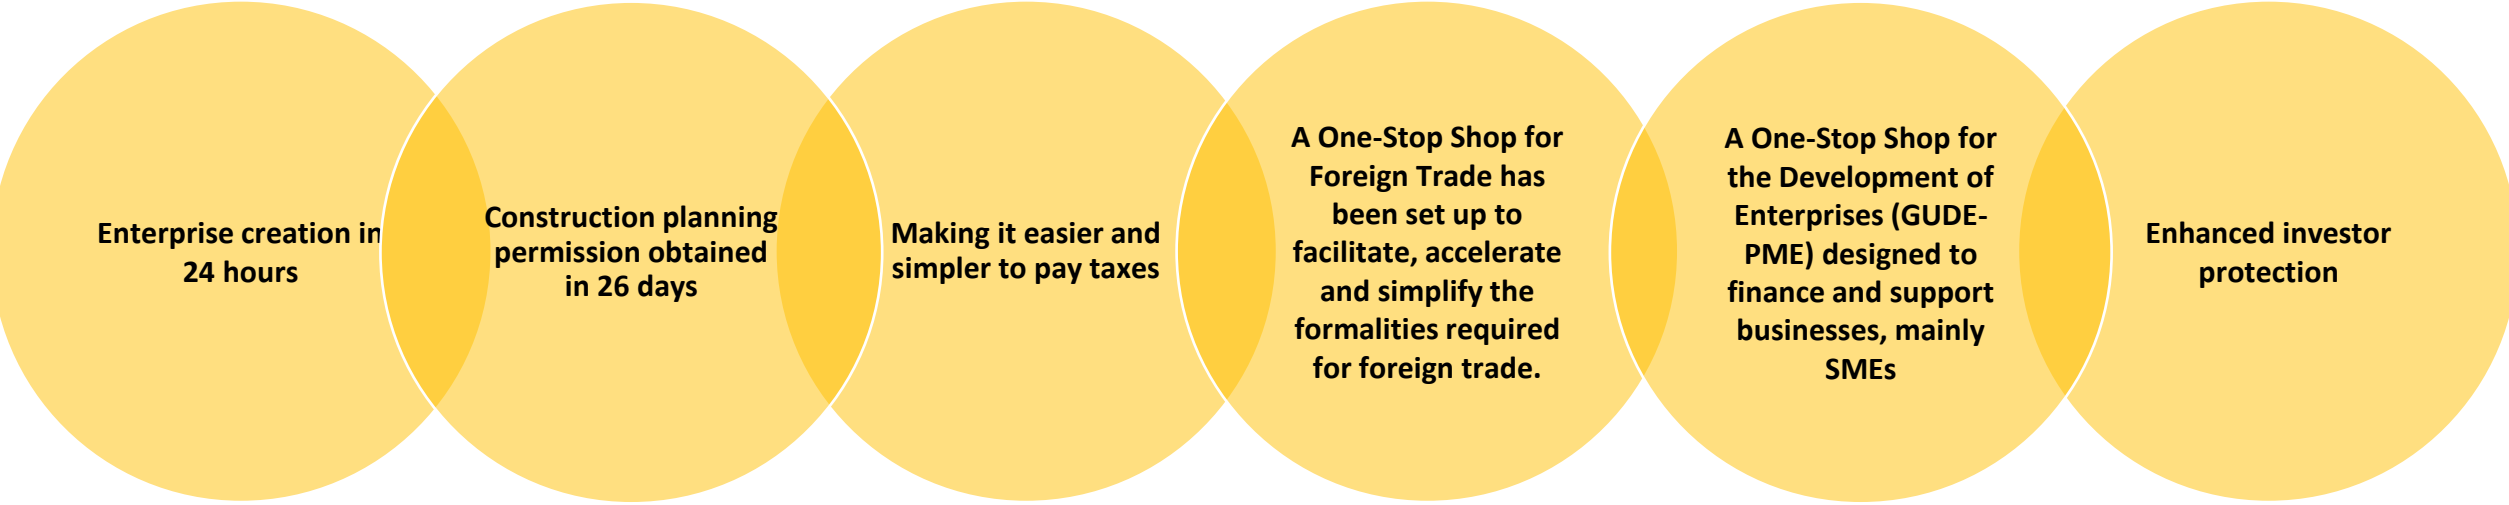 Enterprise creation in
24 hours
Construction planning
permission obtained
in 26 days
Making it easier and
simpler to pay taxes
A One-Stop Shop for
Foreign Trade has
been set up to
facilitate, accelerate
and simplify the
formalities required
for foreign trade.
A One-Stop Shop for
the Development of
Enterprises (GUDE-
PME) designed to
finance and support
businesses, mainly
SMEs
Enhanced investor
protection